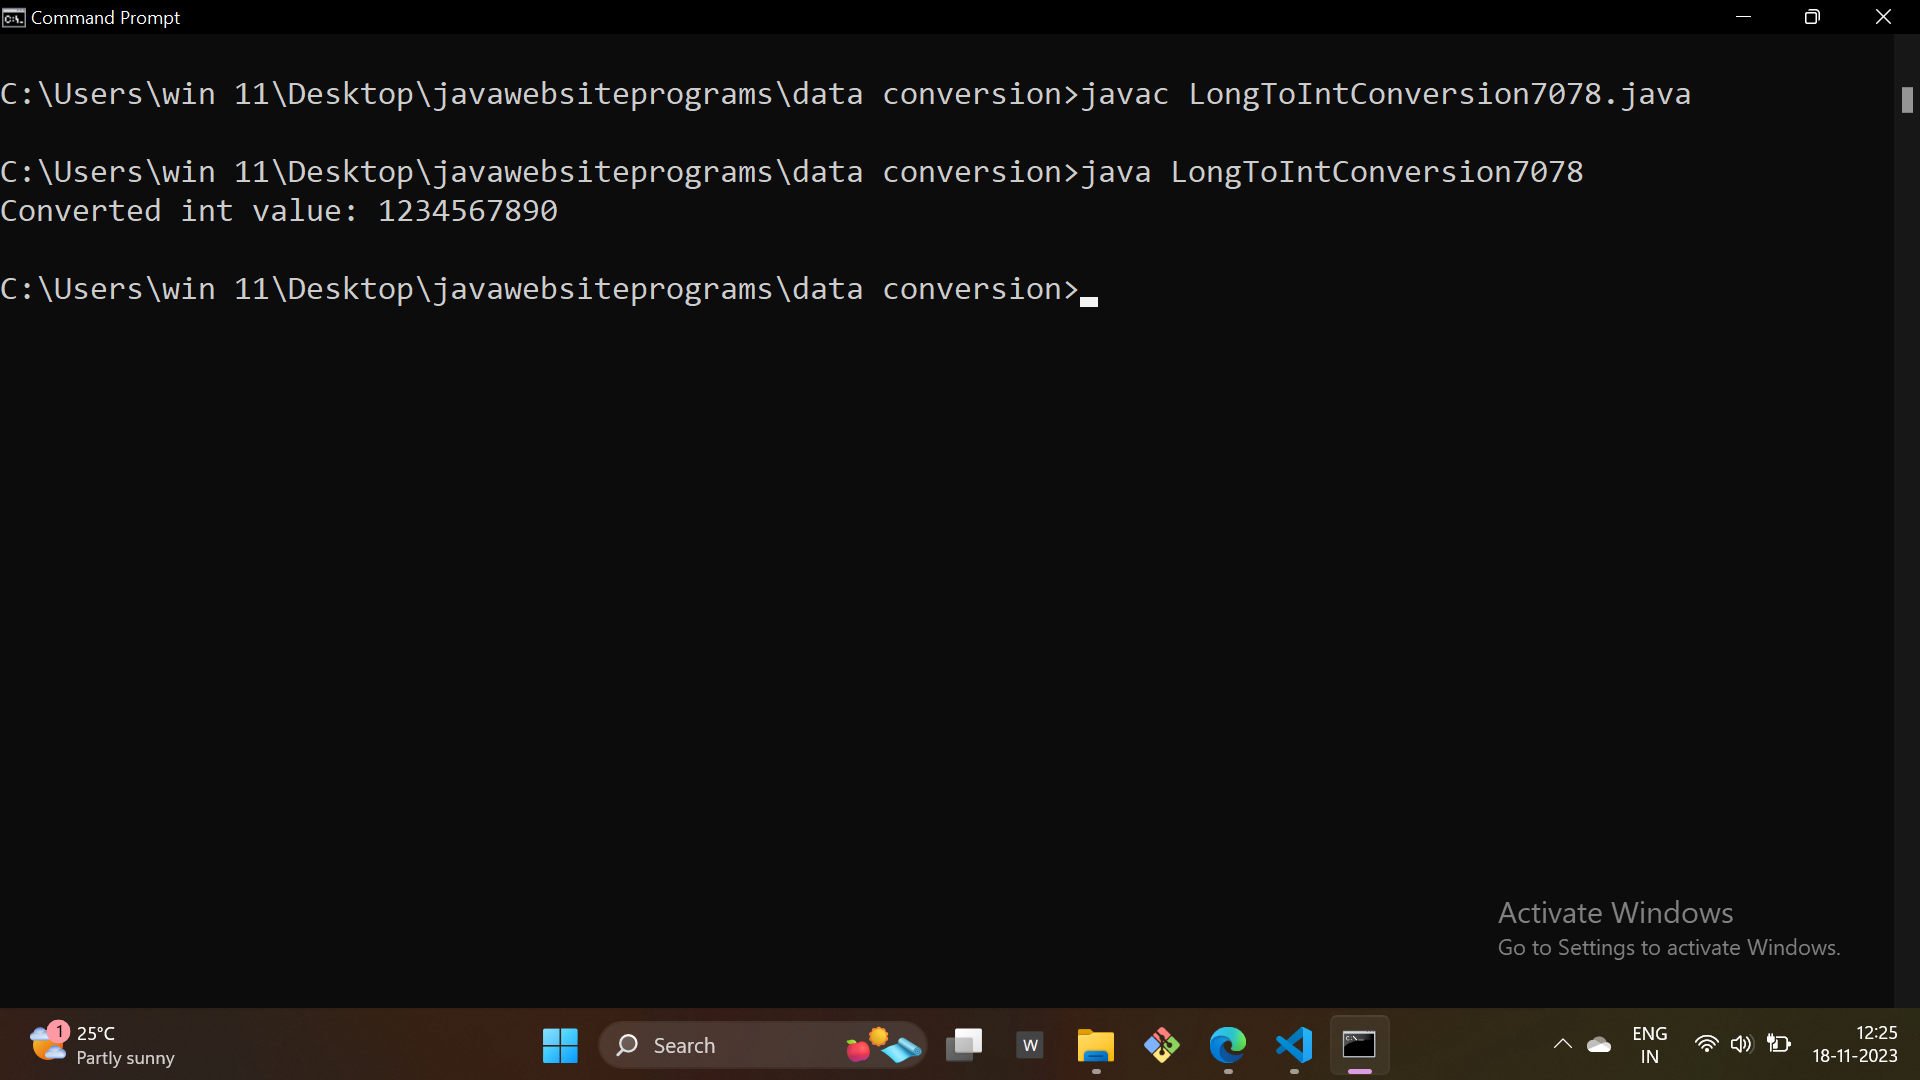 Command Prompt
C:\Users\win 11\Desktop\javawebsiteprograms\data conversion>javac LongToIntConversion7078.java
C:\Users\win 11\Desktop\javawebsiteprograms\data conversion>java LongToIntConversion7078
Converted int value: 1234567890
C:\Users\win 11\Desktop\javawebsiteprograms\data conversion>
Activate Windows
Go to Settings to activate Windows.
1
25°C
Partly sunny
Search
W
ENG
IN
12:25
18-11-2023